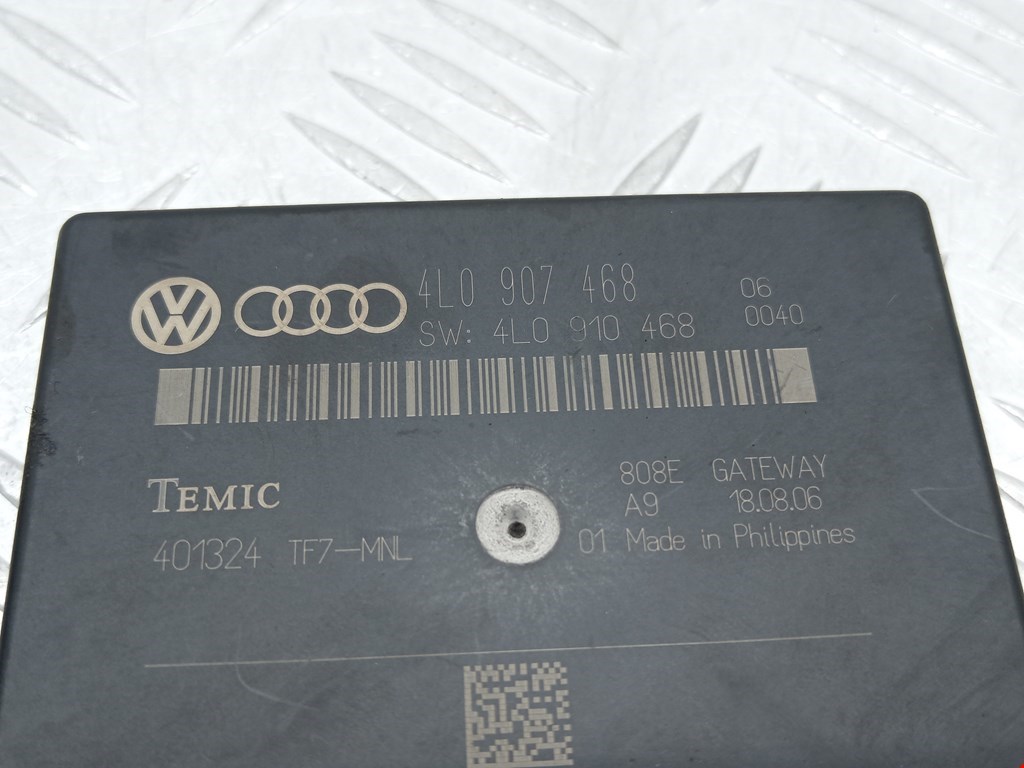 4L0 907 468 06
SW: 4L0 910 468 0040
TEMIC 808E GATEWAY
A9 18.08.06
401324 TF7-MNL 01 Made in Philippines